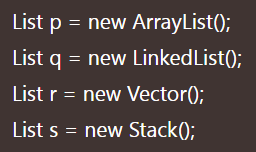 List p = new ArrayList();
List q = new LinkedList();
List r = new Vector();
List s = new Stack();